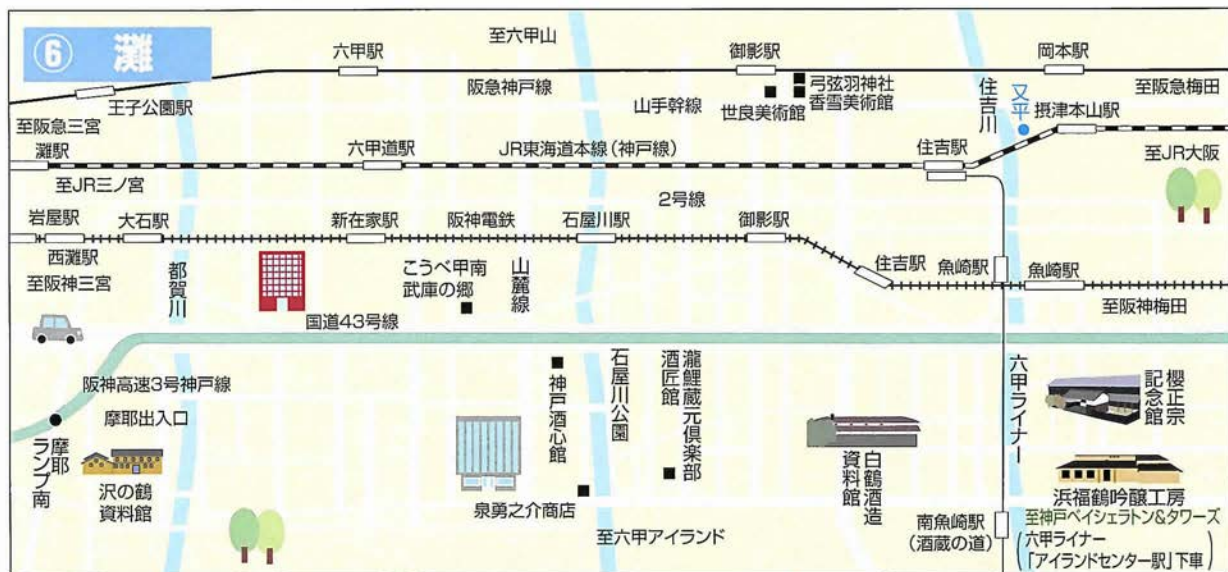 ⑥ 灘
至六甲山
六甲駅
御影駅
岡本駅
王子公園駅
阪急神戸線
山手幹線
世良美術館
弓弦羽神社
香雪美術館
住吉川
又平
摂津本山駅
至阪急梅田
至阪急三宮
灘駅
六甲道駅
JR東海道本線(神戸線)
住吉駅
至JR大阪
至JR三ノ宮
2号線
岩屋駅
大石駅
新在家駅
阪神電鉄
石屋川駅
御影駅
西灘駅
至阪神三宮
都賀川
こうべ甲南
武庫の郷
山麓線
住吉駅
魚崎駅
魚崎駅
至阪神梅田
国道43号線
阪神高速3号神戸線
摩耶出入口
摩耶
ランプ南
沢の鶴
資料館
神戸酒心館
石屋川公園
瀧鯉蔵元倶楽部
酒匠館
六甲ライナー
櫻正宗
記念館
白鶴酒造
資料館
泉勇之介商店
至六甲アイランド
浜福鶴吟醸工房
至神戸ベイシェラトン&タワーズ
南魚崎駅
(酒蔵の道)
(六甲ライナー
「アイランドセンター駅」下車)